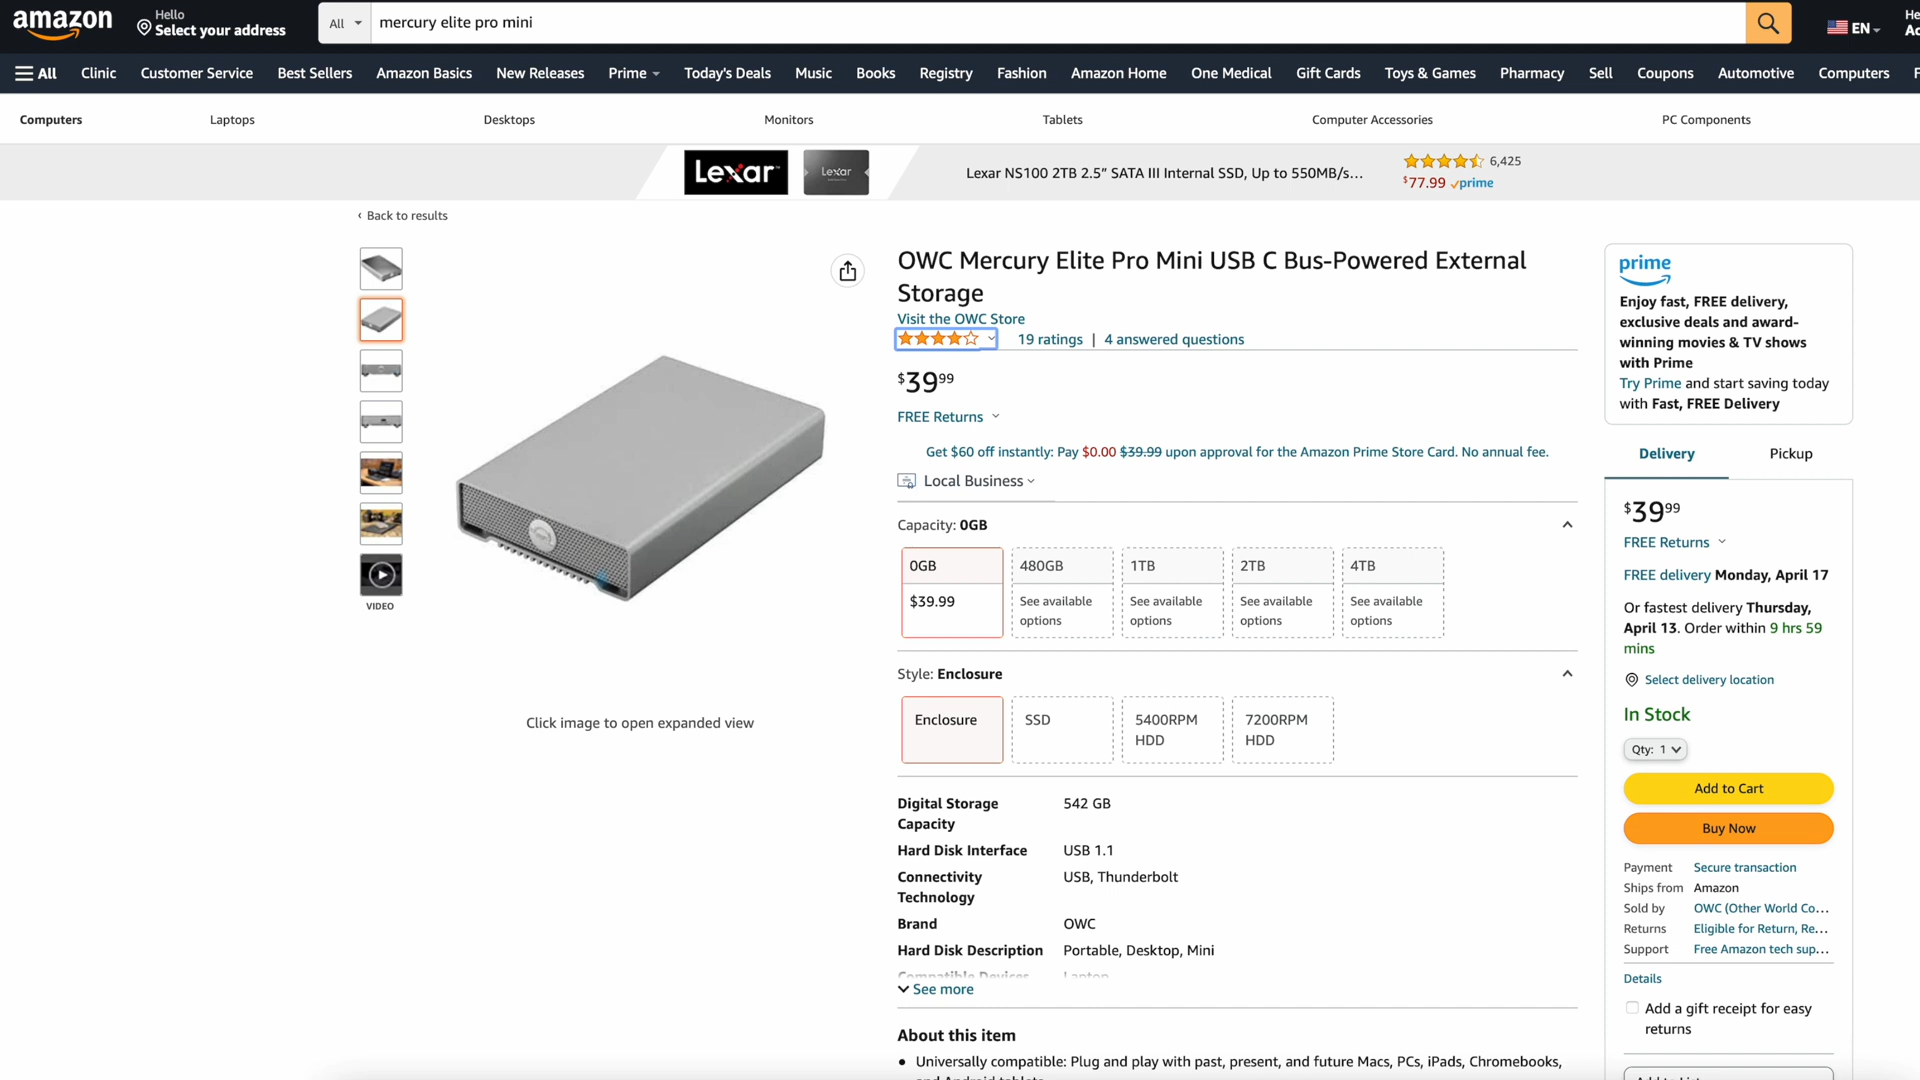 amazon
Hello
Select your address
All
mercury elite pro mini
EN
He
Ac
All
Clinic
Customer Service
Best Sellers
Amazon Basics
New Releases
Prime
Today's Deals
Music
Books
Registry
Fashion
Amazon Home
One Medical
Gift Cards
Toys & Games
Pharmacy
Sell
Coupons
Automotive
Computers
F
Computers
Laptops
Desktops
Monitors
Tablets
Computer Accessories
PC Components
Lexar
Lexar
Lexar NS100 2TB 2.5” SATA III Internal SSD, Up to 550MB/s...
6,425
$77.99 prime
‹ Back to results
VIDEO
Click image to open expanded view
OWC Mercury Elite Pro Mini USB C Bus-Powered External
Storage
Visit the OWC Store
19 ratings | 4 answered questions
$39 99
FREE Returns
Get $60 off instantly: Pay $0.00 $39.99 upon approval for the Amazon Prime Store Card. No annual fee.
Local Business
Capacity: 0GB
0GB
$39.99
480GB
See available
options
1TB
See available
options
2TB
See available
options
4TB
See available
options
Style: Enclosure
Enclosure
SSD
5400RPM
HDD
7200RPM
HDD
Digital Storage
Capacity
542 GB
Hard Disk Interface
USB 1.1
Connectivity
Technology
USB, Thunderbolt
Brand
OWC
Hard Disk Description
Portable, Desktop, Mini
Compatible Devices
Laptop
See more
About this item
• Universally compatible: Plug and play with past, present, and future Macs, PCs, iPads, Chromebooks,
and Android tablets
prime
Enjoy fast, FREE delivery,
exclusive deals and award-
winning movies & TV shows
with Prime
Try Prime and start saving today
with Fast, FREE Delivery
Delivery
Pickup
$39 99
FREE Returns
FREE delivery Monday, April 17
Or fastest delivery Thursday,
April 13. Order within 9 hrs 59
mins
Select delivery location
In Stock
Qty: 1
Add to Cart
Buy Now
Payment
Secure transaction
Ships from
Amazon
Sold by
OWC (Other World Co...
Returns
Eligible for Return, Re...
Support
Free Amazon tech sup...
Details
Add a gift receipt for easy
returns
Add to List